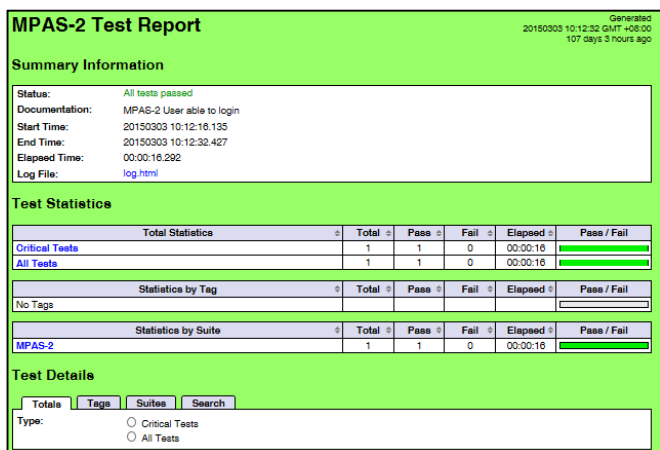 MPAS-2 Test Report
Generated
20150303 10:12:32 GMT +08:00
107 days 3 hours ago
Summary Information
Status: All tests passed
Documentation: MPAS-2 User able to login
Start Time: 20150303 10:12:16.135
End Time: 20150303 10:12:32.427
Elapsed Time: 00:00:16.292
Log File: log.html
Test Statistics
Total Statistics Total Pass Fail Elapsed Pass / Fail
Critical Tests 1 1 0 00:00:16
All Tests 1 1 0 00:00:16
Statistics by Tag Total Pass Fail Elapsed Pass / Fail
No Tags
Statistics by Suite Total Pass Fail Elapsed Pass / Fail
MPAS-2 1 1 0 00:00:16
Test Details
Totals Tags Suites Search
Type: Critical Tests
All Tests